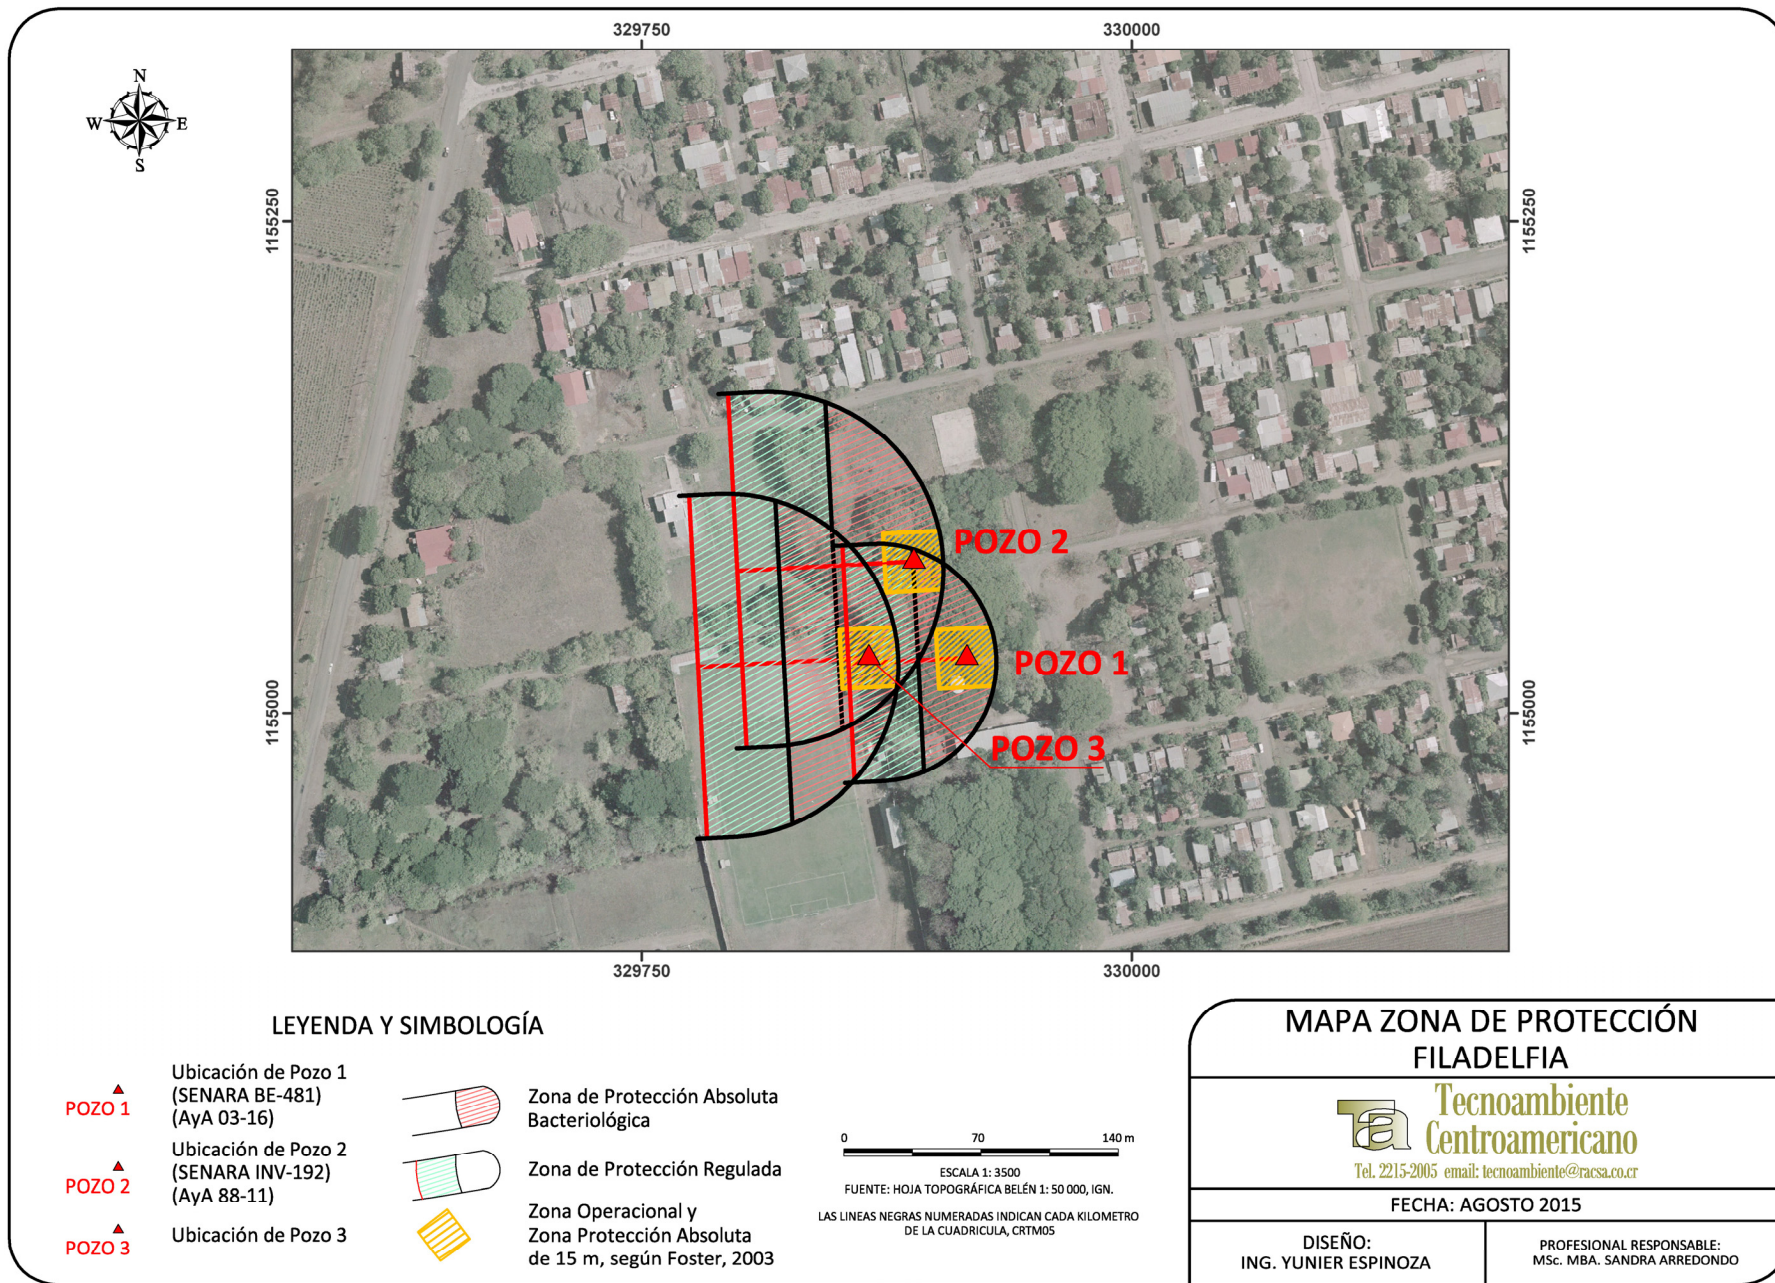 329750
330000
N
W
E
S
1155250
1155250
POZO 2
POZO 1
POZO 3
1155000
1155000
329750
330000
LEYENDA Y SIMBOLOGÍA
POZO 1
Ubicación de Pozo 1
(SENARA BE-481)
(AyA 03-16)
POZO 2
Ubicación de Pozo 2
(SENARA INV-192)
(AyA 88-11)
POZO 3
Ubicación de Pozo 3
Zona de Protección Absoluta
Bacteriológica
Zona de Protección Regulada
Zona Operacional y
Zona Protección Absoluta
de 15 m, según Foster, 2003
0 70 140 m
ESCALA 1: 3500
FUENTE: HOJA TOPOGRÁFICA BELÉN 1: 50 000, IGN.
LAS LINEAS NEGRAS NUMERADAS INDICAN CADA KILOMETRO
DE LA CUADRICULA, CRTM05
MAPA ZONA DE PROTECCIÓN
FILADELFIA
Ta
Tecnoambiente
Centroamericano
Tel. 2215-2005 email: tecnoambiente@racsa.co.cr
FECHA: AGOSTO 2015
DISEÑO:
ING. YUNIER ESPINOZA
PROFESIONAL RESPONSABLE:
MSc. MBA. SANDRA ARREDONDO